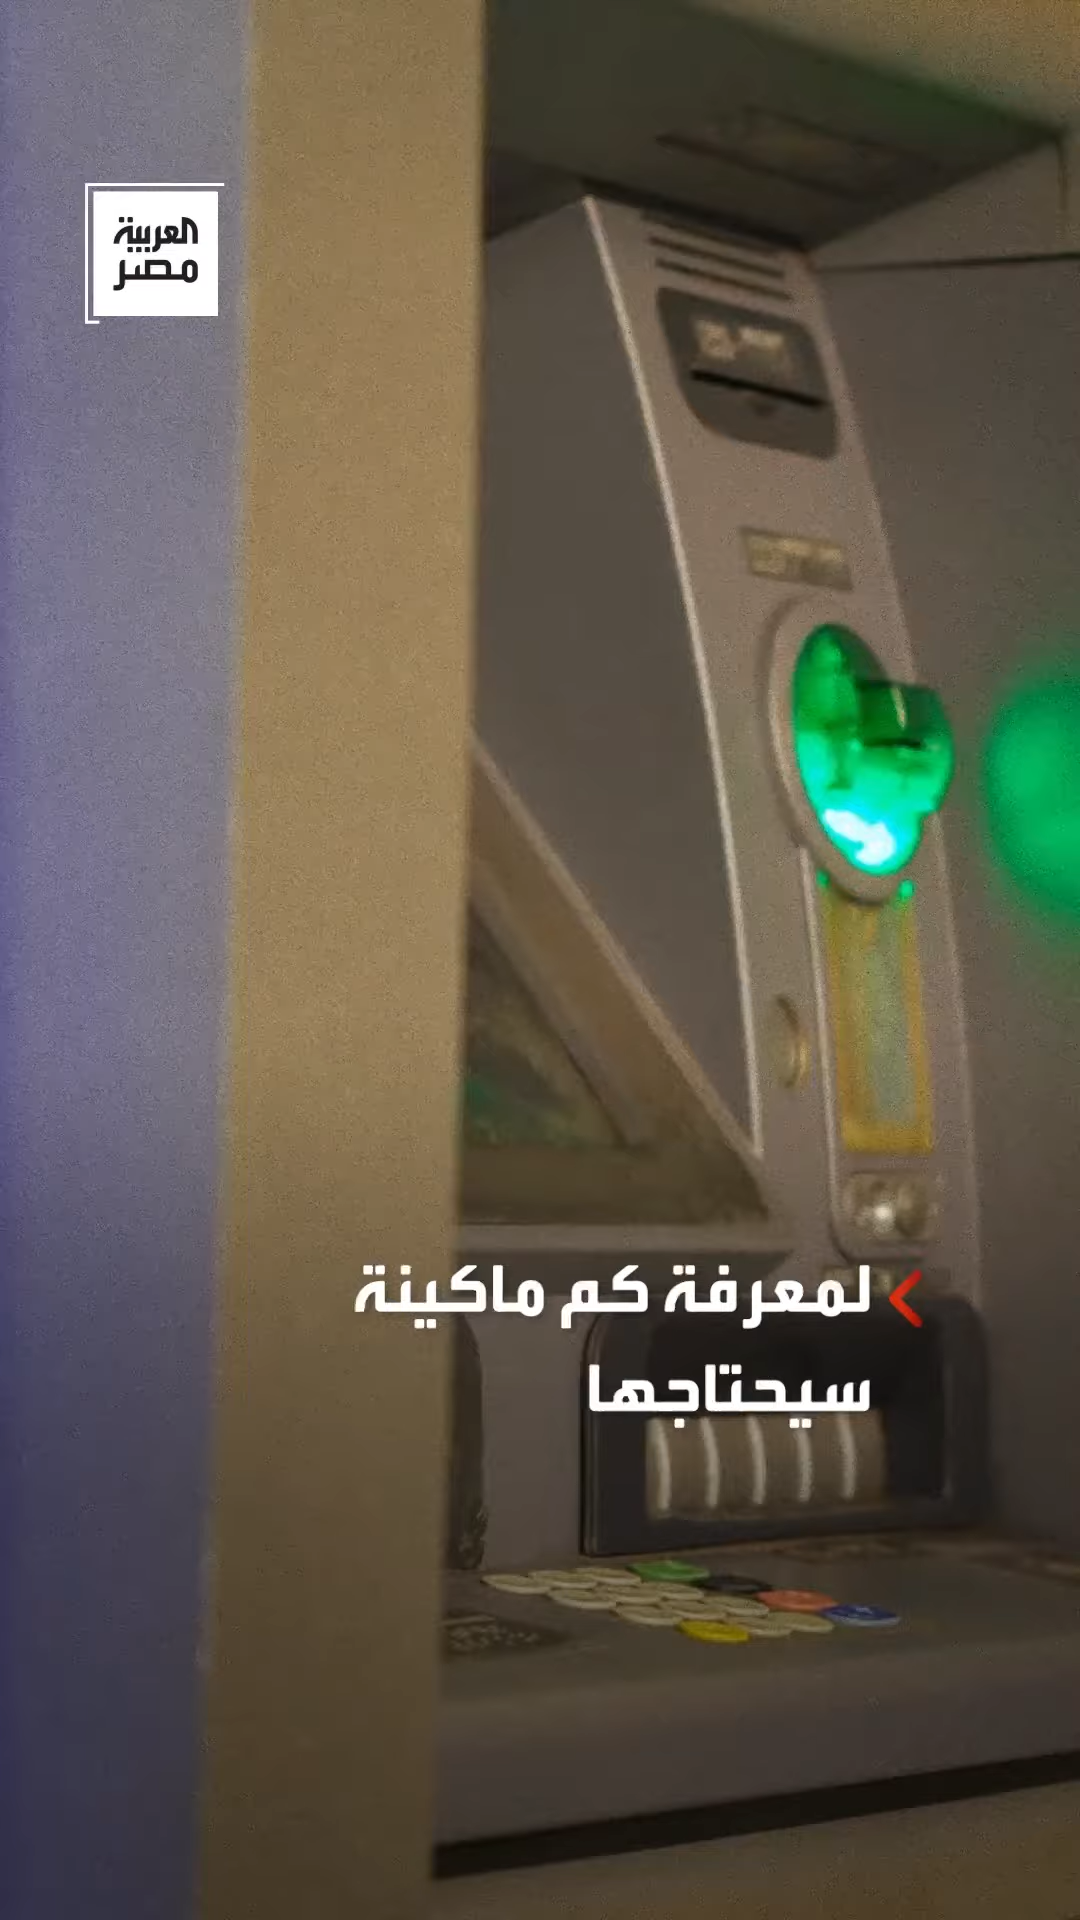 العربية
مصر
لمعرفة كم ماكينة
سيحتاجها